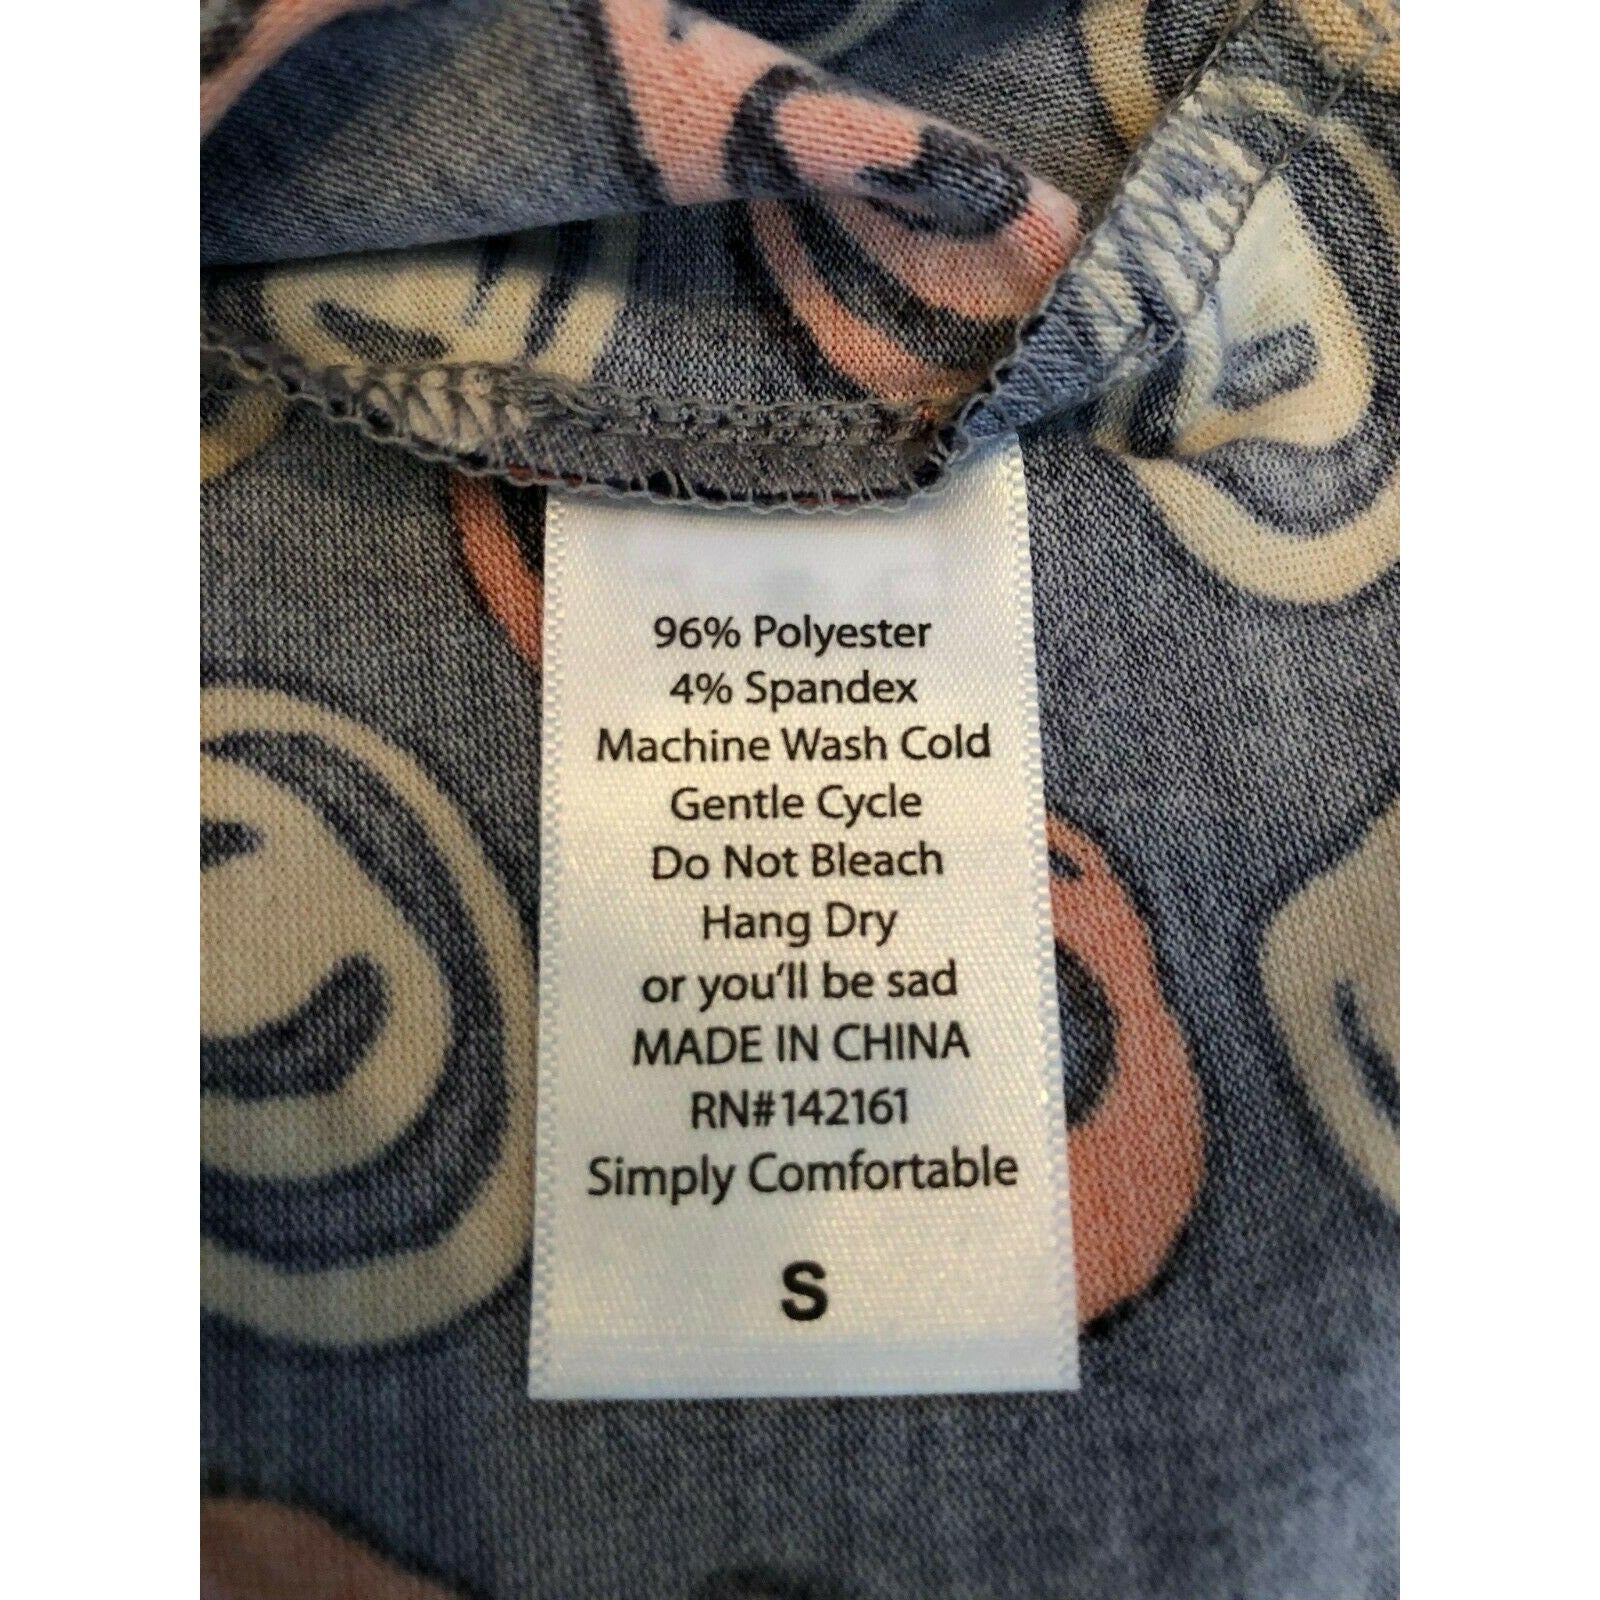 96% Polyester
4% Spandex
Machine Wash Cold
Gentle Cycle
Do Not Bleach
Hang Dry
or you'll be sad
MADE IN CHINA
RN#142161
Simply Comfortable
S